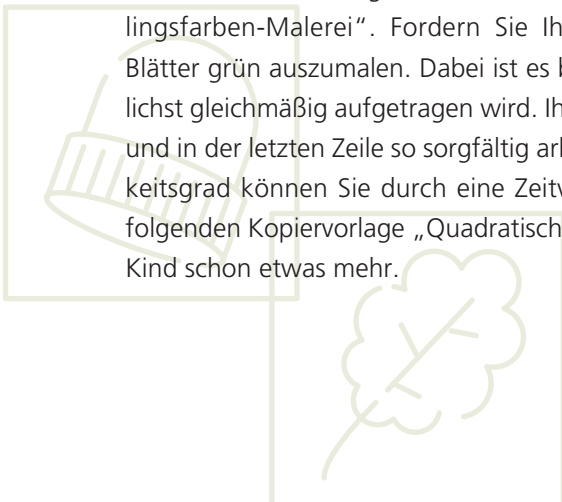 lingsfarben-Malerei“. Fordern Sie Ih
Blätter grün auszumalen. Dabei ist es b
lichst gleichmäßig aufgetragen wird. Ih
und in der letzten Zeile so sorgfältig ar
keitsgrad können Sie durch eine Zeitv
folgenden Kopiervorlage „Quadratisch
Kind schon etwas mehr.